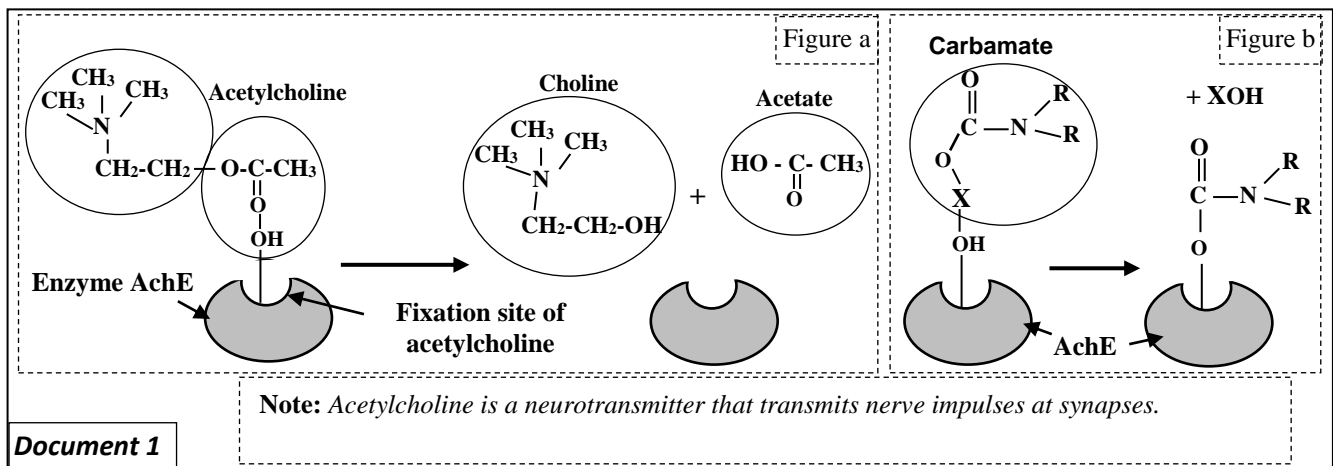 Figure a
CH3
CH3
CH3
N
CH2-CH2
Acetylcholine
O-C-CH3
O
OH
Enzyme AchE
Fixation site of
acetylcholine
Choline
CH3
CH3
CH3
N
CH2-CH2-OH
+
Acetate
HO - C- CH3
O
Figure b
Carbamate
O
C
N
R
R
O
X
OH
+ XOH
O
C
N
R
R
O
AchE
Note: Acetylcholine is a neurotransmitter that transmits nerve impulses at synapses.
Document 1